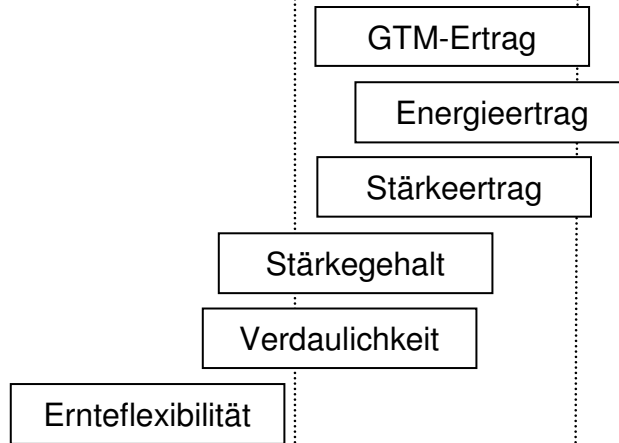 GTM-Ertrag
Energieertrag
Stärkeertrag
Stärkegehalt
Verdaulichkeit
Ernteflexibilität